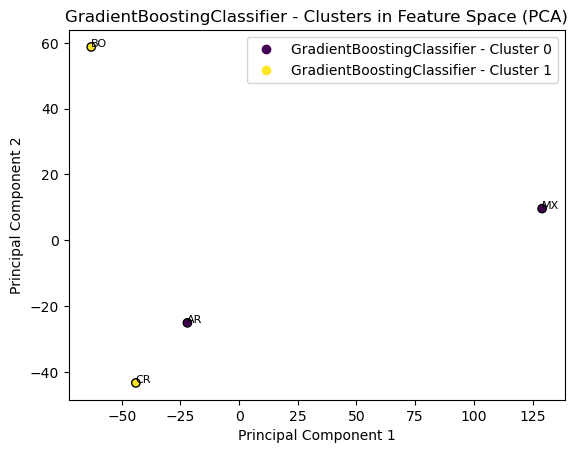 GradientBoostingClassifier - Clusters in Feature Space (PCA)
GradientBoostingClassifier - Cluster 0
GradientBoostingClassifier - Cluster 1
BO
MX
AR
CR
60
40
20
0
−20
−40
Principal Component 2
−50
−25
0
25
50
75
100
125
Principal Component 1